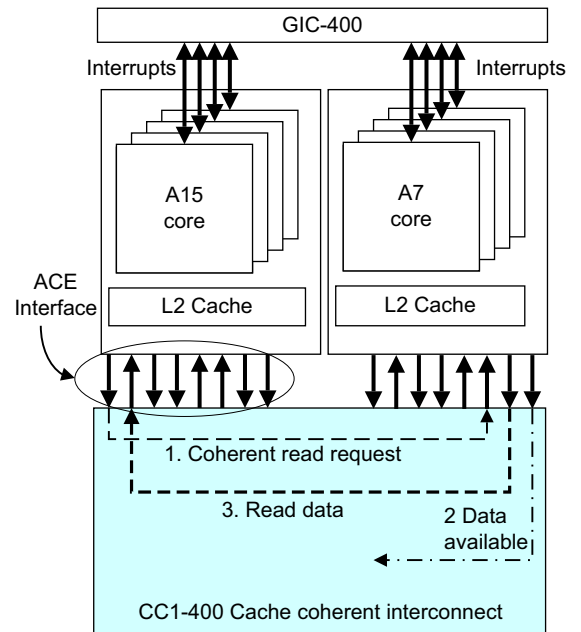 GIC-400
Interrupts
Interrupts
A15
core
A7
core
ACE
Interface
L2 Cache
L2 Cache
1. Coherent read request
3. Read data
2 Data
available
CC1-400 Cache coherent interconnect